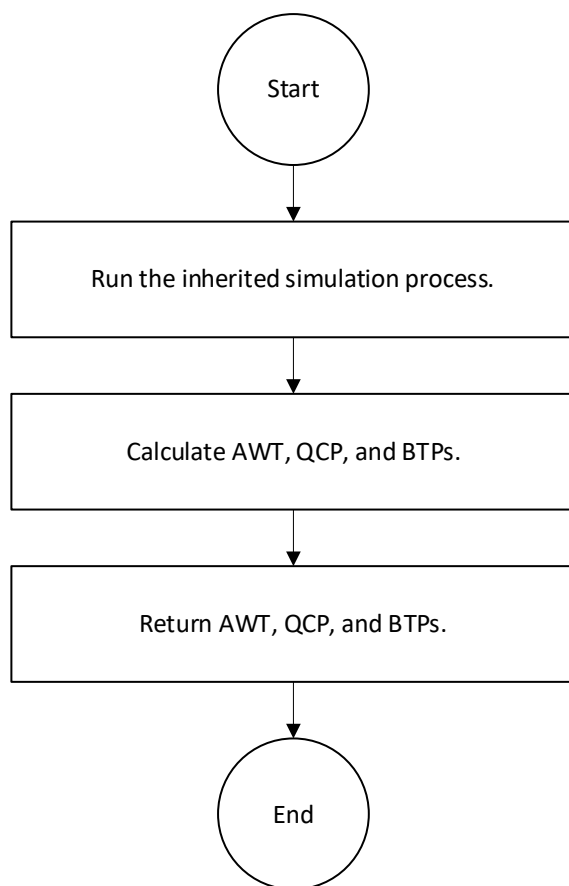 Start
Run the inherited simulation process.
Calculate AWT, QCP, and BTPs.
Return AWT, QCP, and BTPs.
End